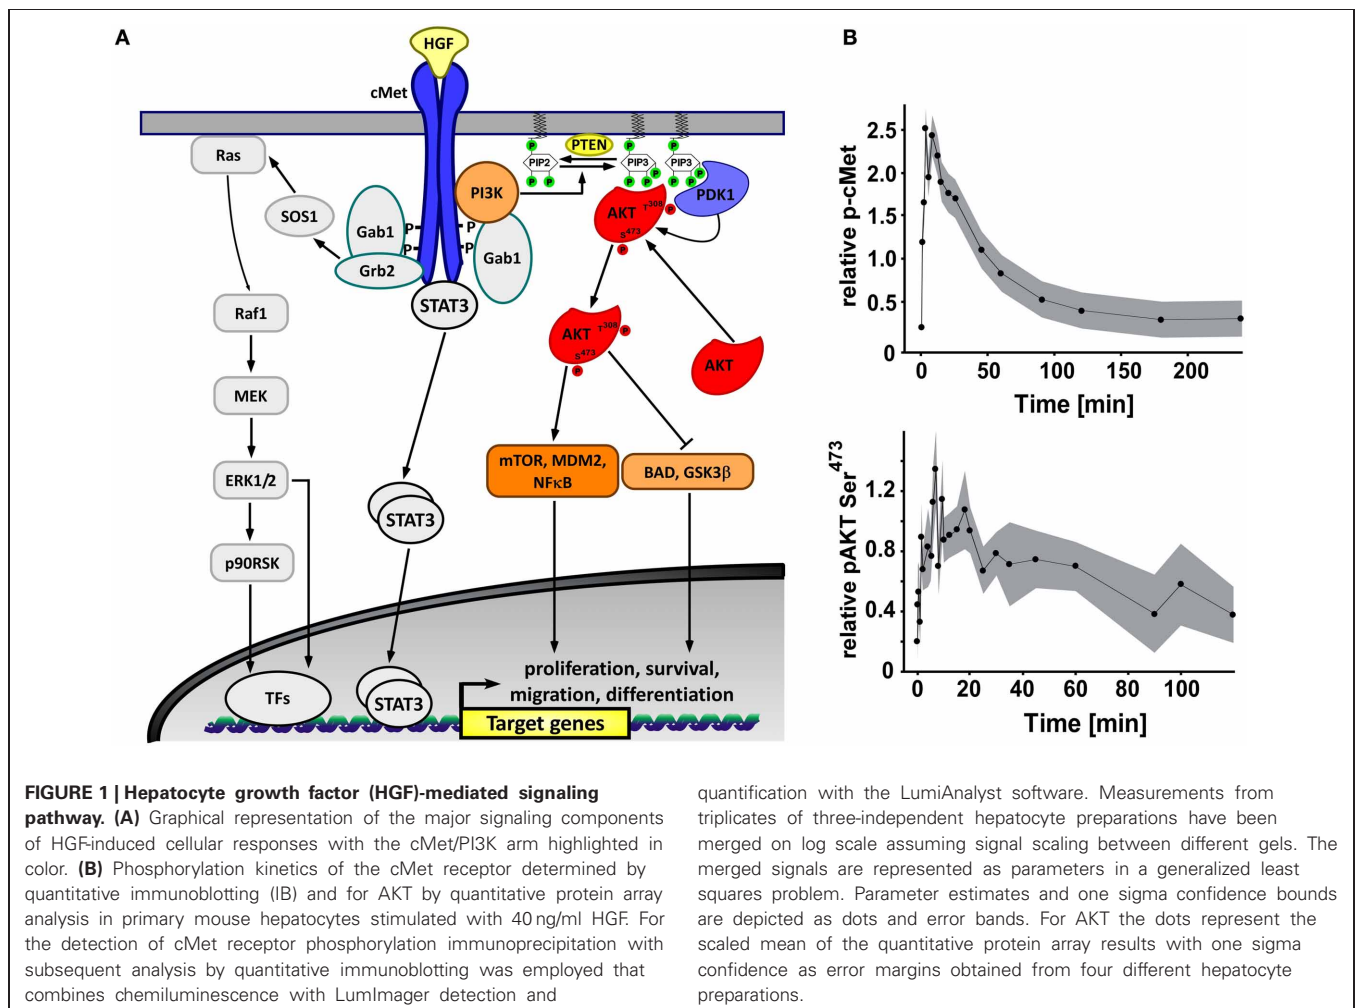 A
HGF
cMet
Ras
SOS1
Gab1
Grb2
P
P
P
P
PI3K
Gab1
STAT3
PTEN
P
PIP2
P P
P
PIP3
P P P
P
PIP3
P P P
PDK1
AKT T308 P
S473
P
AKT T308 P
S473
P
AKT
Raf1
MEK
ERK1/2
p90RSK
TFs
STAT3
STAT3
mTOR, MDM2,
NFκB
BAD, GSK3β
proliferation, survival,
migration, differentiation
Target genes
B
relative p-cMet
2.5
2.0
1.5
1.0
0.5
0
0 50 100 150 200
Time [min]
relative pAKT Ser473
1.2
0.8
0.4
0
0 20 40 60 80 100
Time [min]
FIGURE 1 | Hepatocyte growth factor (HGF)-mediated signaling
pathway. (A) Graphical representation of the major signaling components
of HGF-induced cellular responses with the cMet/PI3K arm highlighted in
color. (B) Phosphorylation kinetics of the cMet receptor determined by
quantitative immunoblotting (IB) and for AKT by quantitative protein array
analysis in primary mouse hepatocytes stimulated with 40 ng/ml HGF. For
the detection of cMet receptor phosphorylation immunoprecipitation with
subsequent analysis by quantitative immunoblotting was employed that
combines chemiluminescence with LumImager detection and
quantification with the LumiAnalyst software. Measurements from
triplicates of three-independent hepatocyte preparations have been
merged on log scale assuming signal scaling between different gels. The
merged signals are represented as parameters in a generalized least
squares problem. Parameter estimates and one sigma confidence bounds
are depicted as dots and error bands. For AKT the dots represent the
scaled mean of the quantitative protein array results with one sigma
confidence as error margins obtained from four different hepatocyte
preparations.